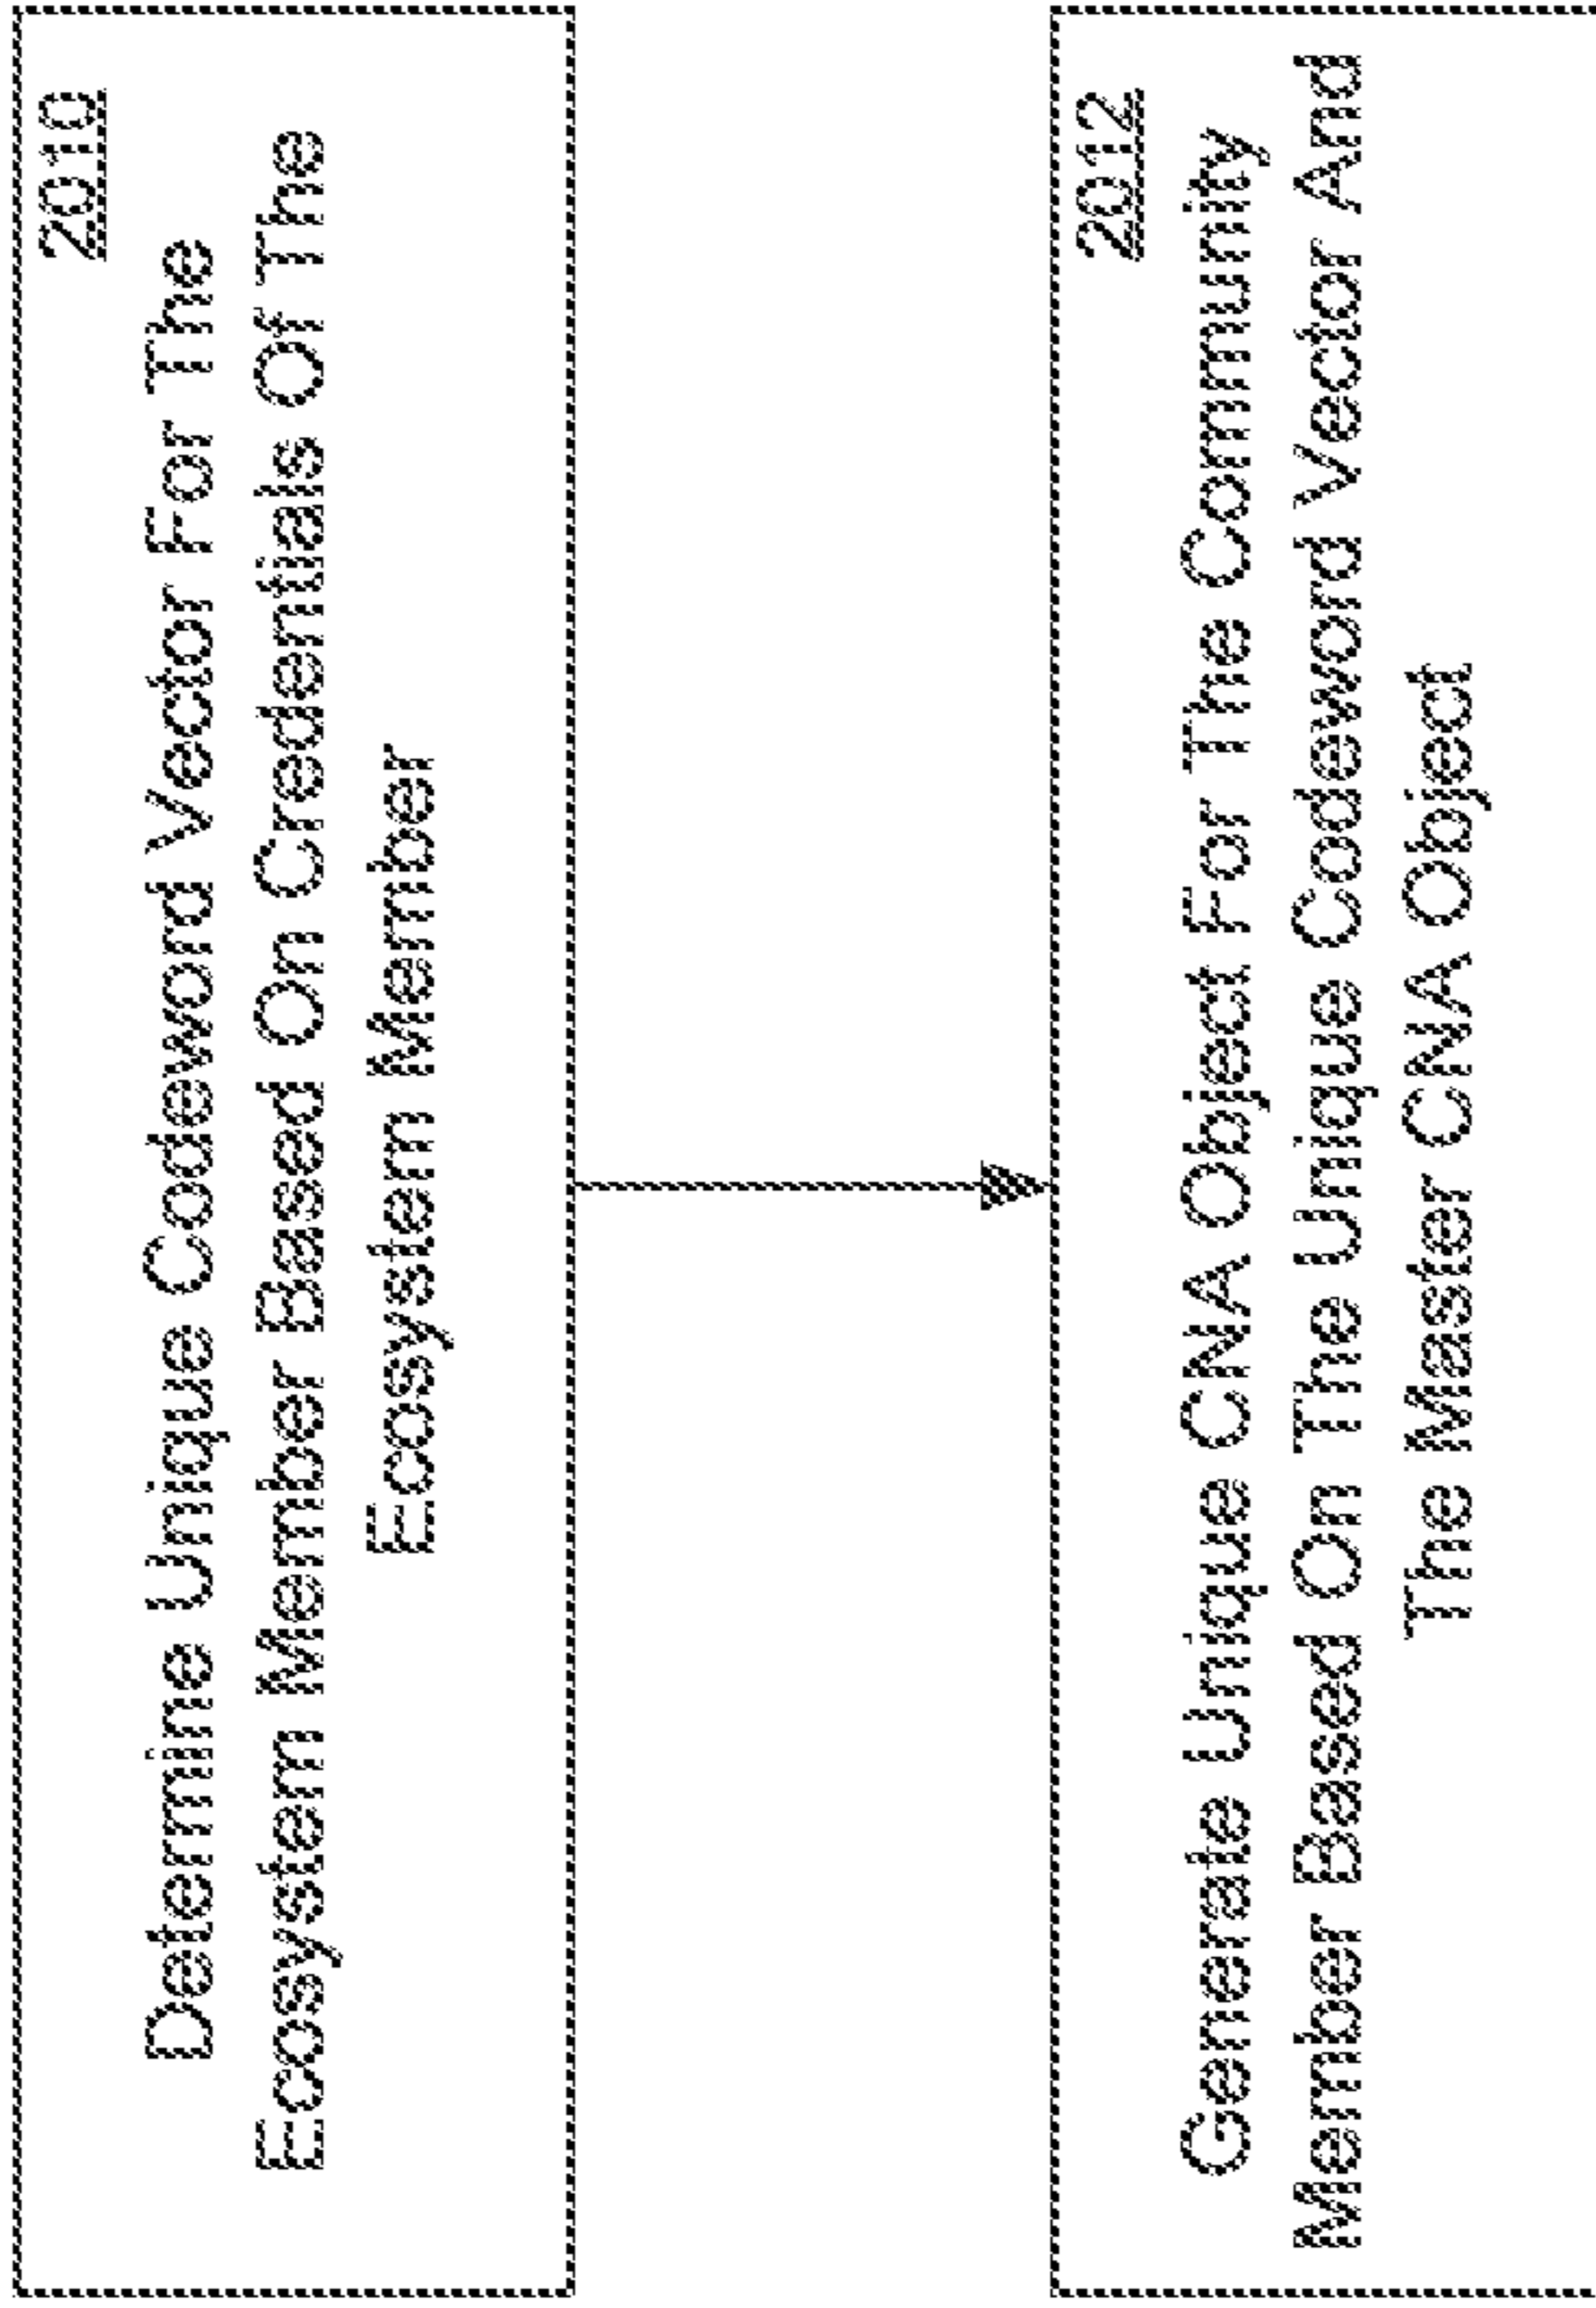 2010
Determine Unique Codeword Vector For The
Ecosystem Member Based On Credentials Of The
Ecosystem Member
2012
Generate Unique CNA Object For The Community
Member Based On The Unique Codeword Vector And
The Master CNA Object